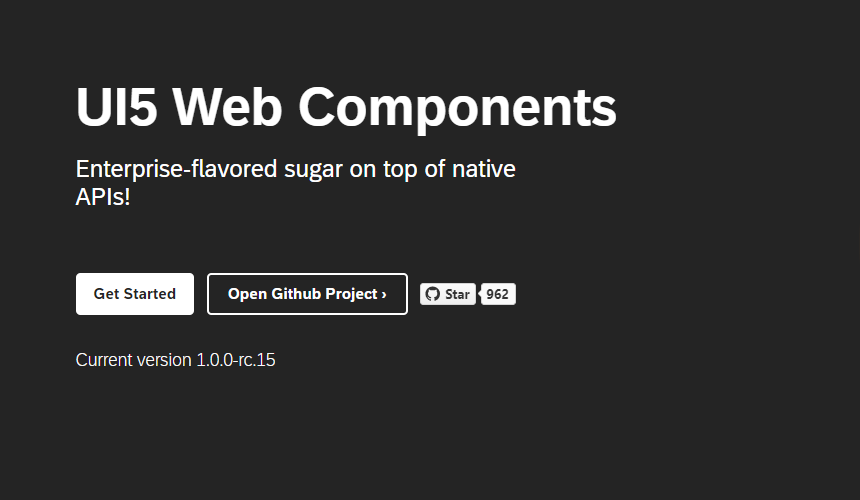 UI5 Web Components
Enterprise-flavored sugar on top of native
APIs!
Get Started
Open Github Project ›
Star
962
Current version 1.0.0-rc.15